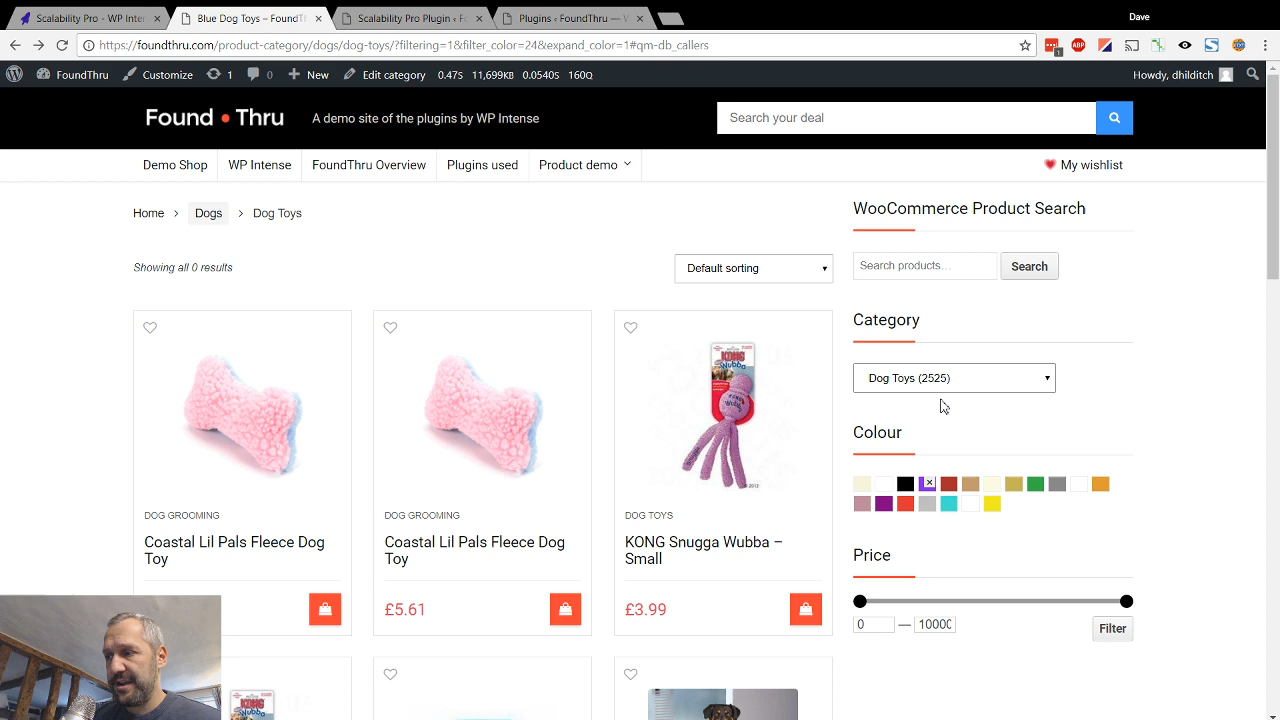 Scalability Pro - WP Inter
Blue Dog Toys – FoundTh
Scalability Pro Plugin ‹ Fo
Plugins ‹ FoundThru — W
Dave
https://foundthru.com/product-category/dogs/dog-toys/?filtering=1&filter_color=24&expand_color=1#qm-db_callers
FoundThru
Customize
1
0
New
Edit category
0.47S
11,699KB
0.0540S
160Q
Howdy, dhilditch
Found • Thru
A demo site of the plugins by WP Intense
Search your deal
Demo Shop
WP Intense
FoundThru Overview
Plugins used
Product demo
My wishlist
Home > Dogs > Dog Toys
Showing all 0 results
Default sorting
WooCommerce Product Search
Search products…
Search
Category
Dog Toys (2525)
Colour
Price
0 — 1000
Filter
DOG GROOMING
Coastal Lil Pals Fleece Dog
Toy
DOG GROOMING
Coastal Lil Pals Fleece Dog
Toy
£5.61
KONG
Wubba
DOG TOYS
KONG Snugga Wubba –
Small
£3.99